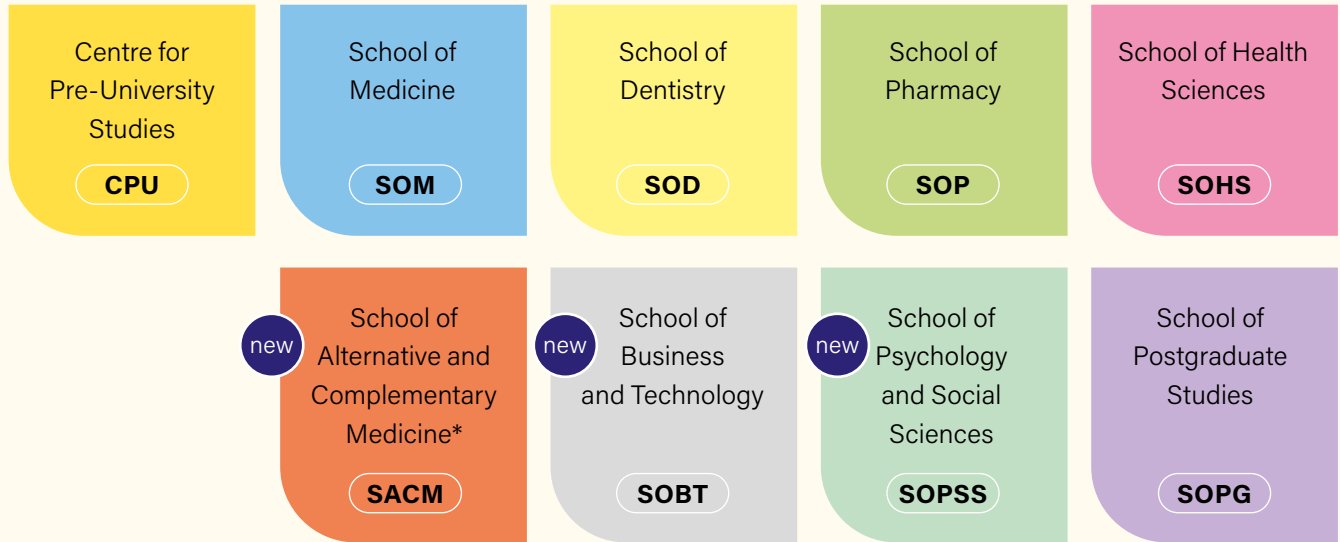 Centre for
Pre-University
Studies
CPU
School of
Medicine
SOM
School of
Dentistry
SOD
School of
Pharmacy
SOP
School of Health
Sciences
SOHS
new
School of
Alternative and
Complementary
Medicine*
SACM
new
School of
Business
and Technology
SOBT
new
School of
Psychology
and Social
Sciences
SOPSS
School of
Postgraduate
Studies
SOPG